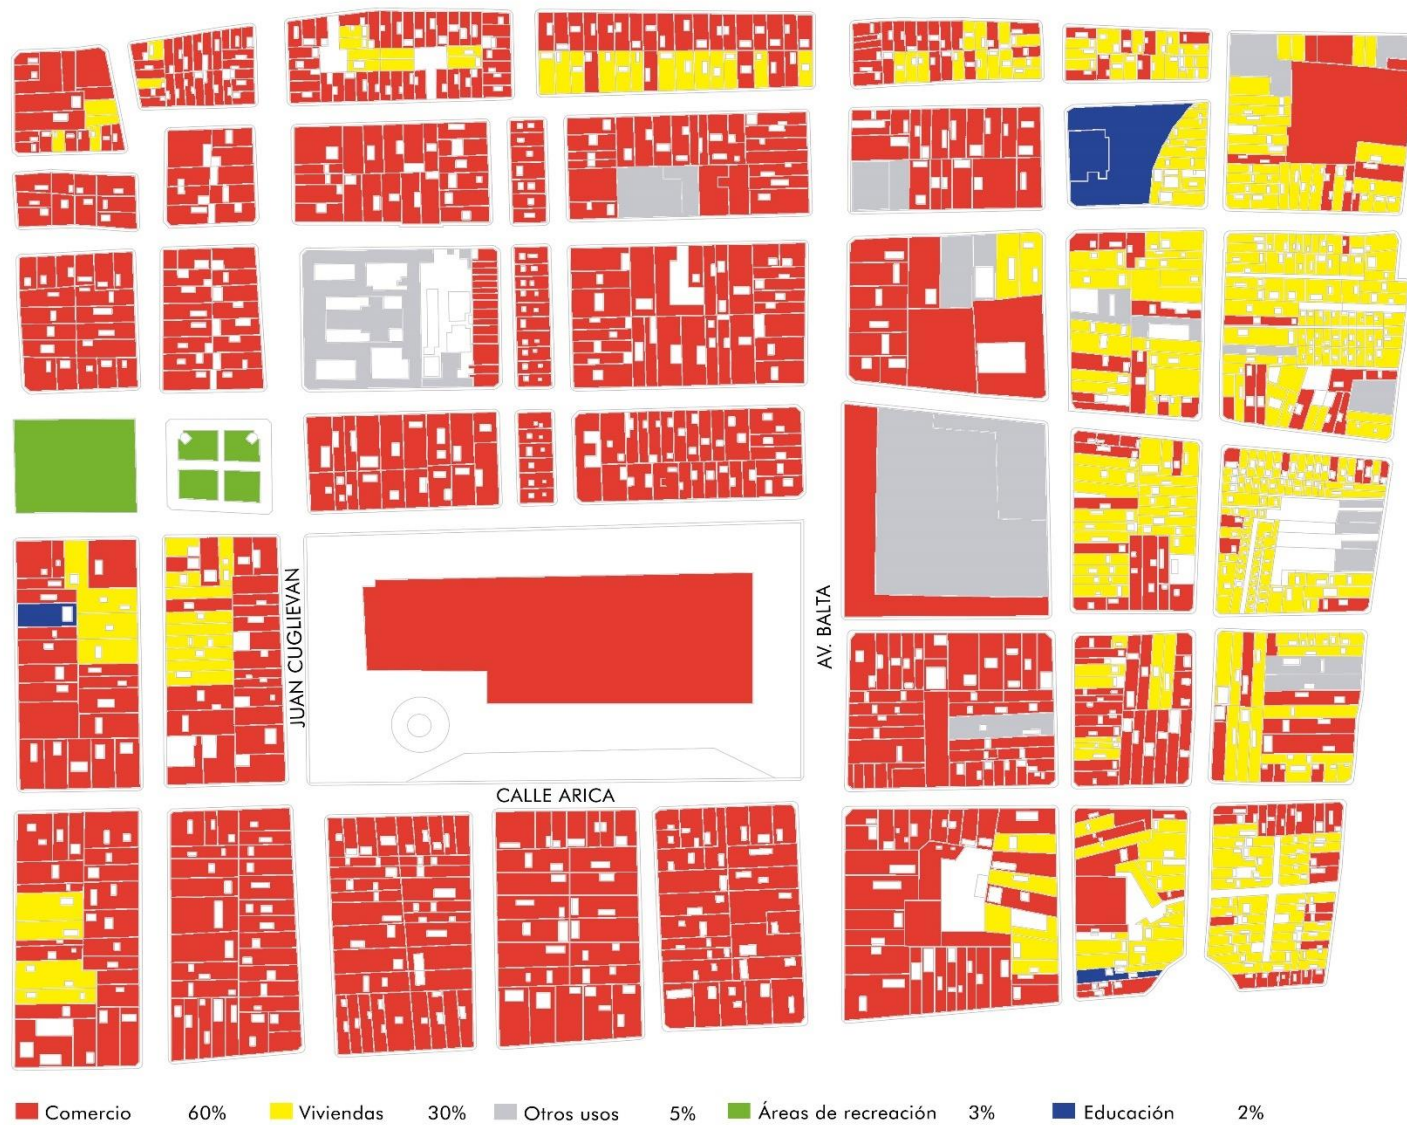 JUAN CUGLIEVAN
AV. BALTA
CALLE ARICA
Comercio 60% Viviendas 30% Otros usos 5% Áreas de recreación 3% Educación 2%